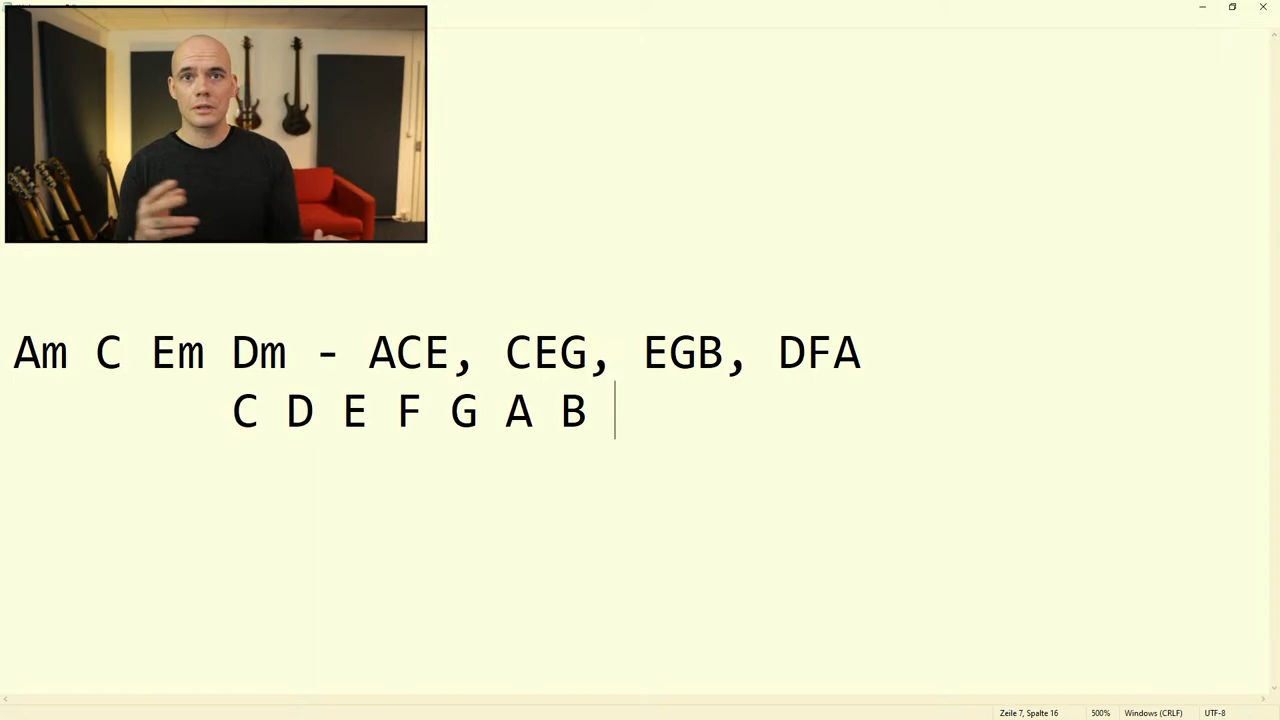 Am C Em Dm - ACE, CEG, EGB, DFA
C D E F G A B
Zeile 7, Spalte 16 500% Windows (CRLF) UTF-8